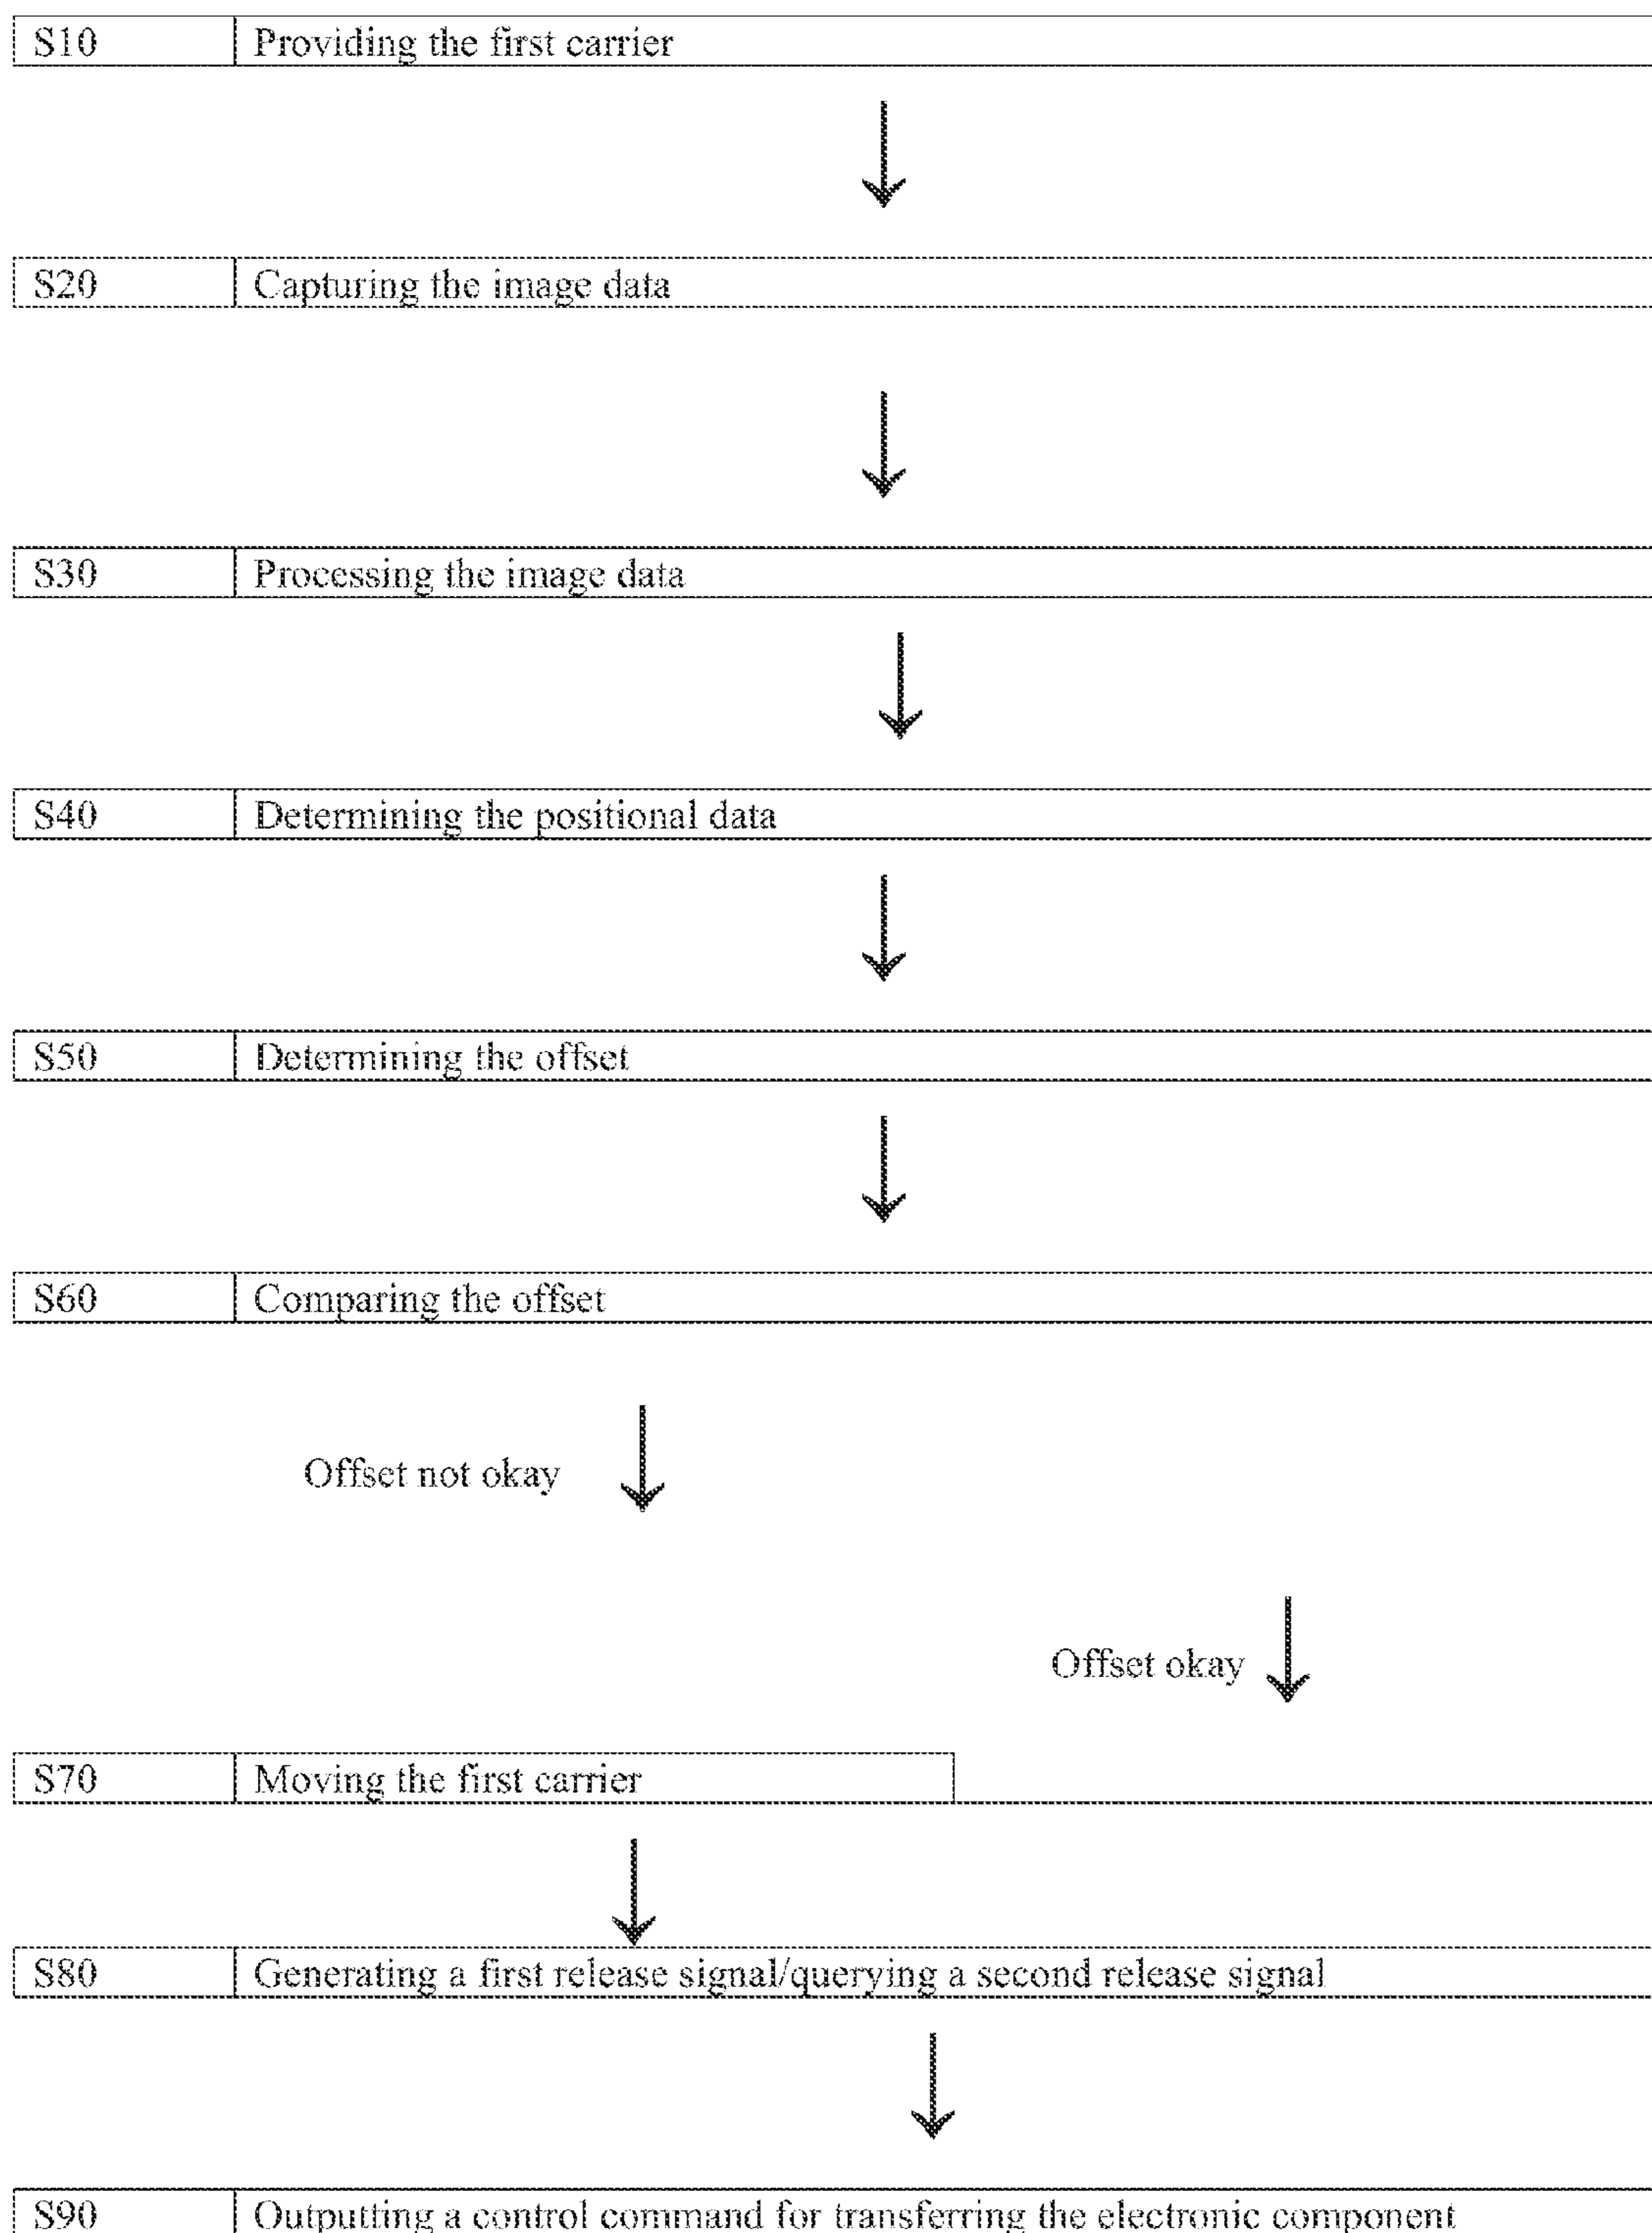 S10 Providing the first carrier
S20 Capturing the image data
S30 Processing the image data
S40 Determining the positional data
S50 Determining the offset
S60 Comparing the offset
Offset not okay
Offset okay
S70 Moving the first carrier
S80 Generating a first release signal/querying a second release signal
S90 Outputting a control command for transferring the electronic component